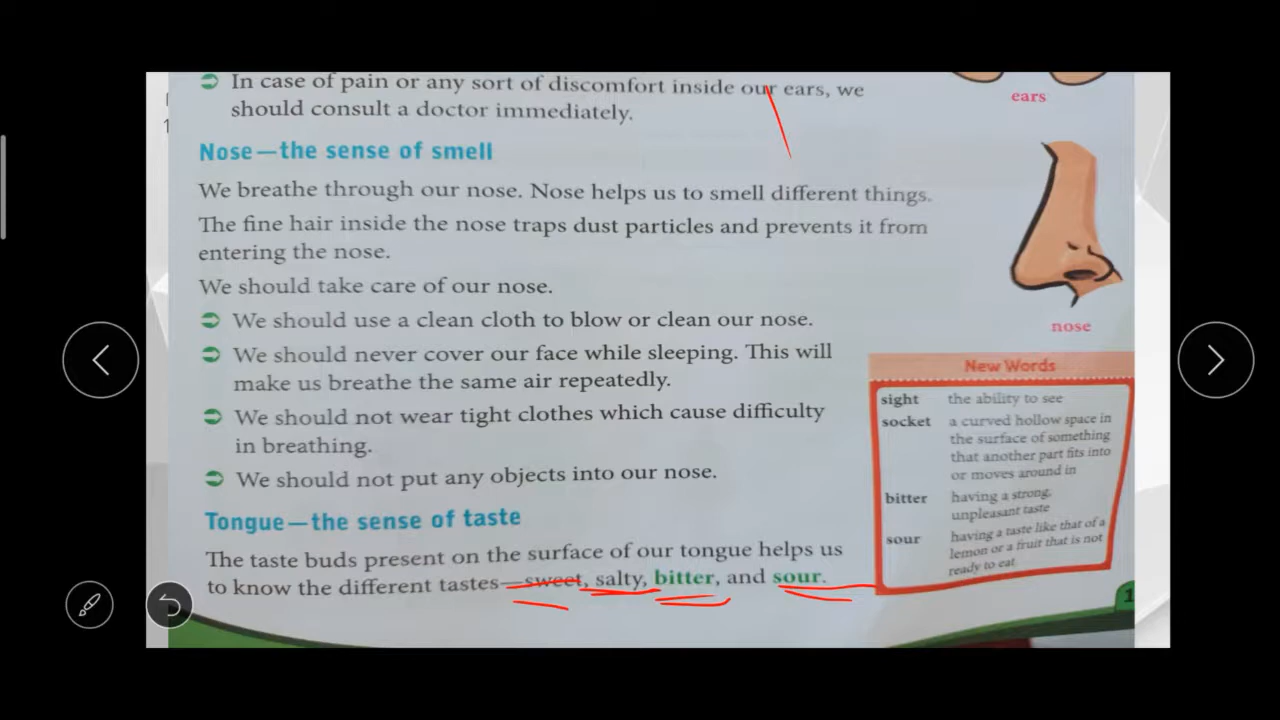 In case of pain or any sort of discomfort inside our ears, we
should consult a doctor immediately.
ears
Nose—the sense of smell
We breathe through our nose. Nose helps us to smell different things.
The fine hair inside the nose traps dust particles and prevents it from
entering the nose.
We should take care of our nose.
We should use a clean cloth to blow or clean our nose.
nose
We should never cover our face while sleeping. This will
make us breathe the same air repeatedly.
We should not wear tight clothes which cause difficulty
in breathing.
We should not put any objects into our nose.
Tongue—the sense of taste
The taste buds present on the surface of our tongue helps us
to know the different tastes—sweet, salty, bitter, and sour.
New Words
sight the ability to see
socket a curved hollow space in
the surface of something
that another part fits into
or moves around in
bitter having a strong,
unpleasant taste
sour having a taste like that of a
lemon or a fruit that is not
ready to eat